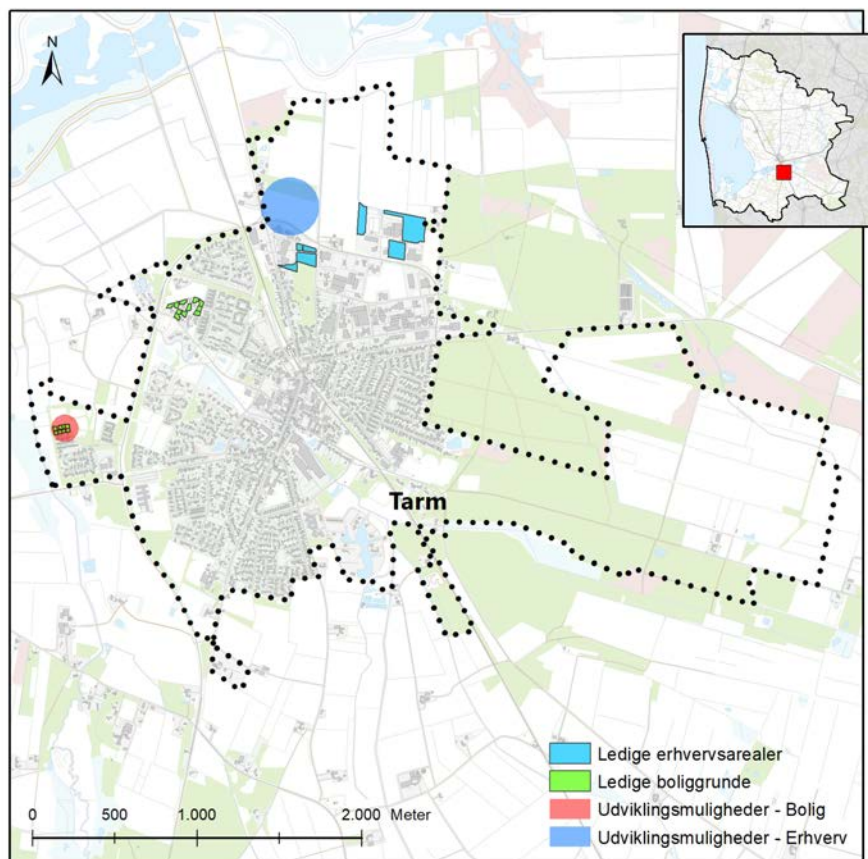 N
Tarm
Ledige erhvervsarealer
Ledige boliggrunde
Udviklingsmuligheder - Bolig
Udviklingsmuligheder - Erhverv
0 500 1.000 2.000 Meter